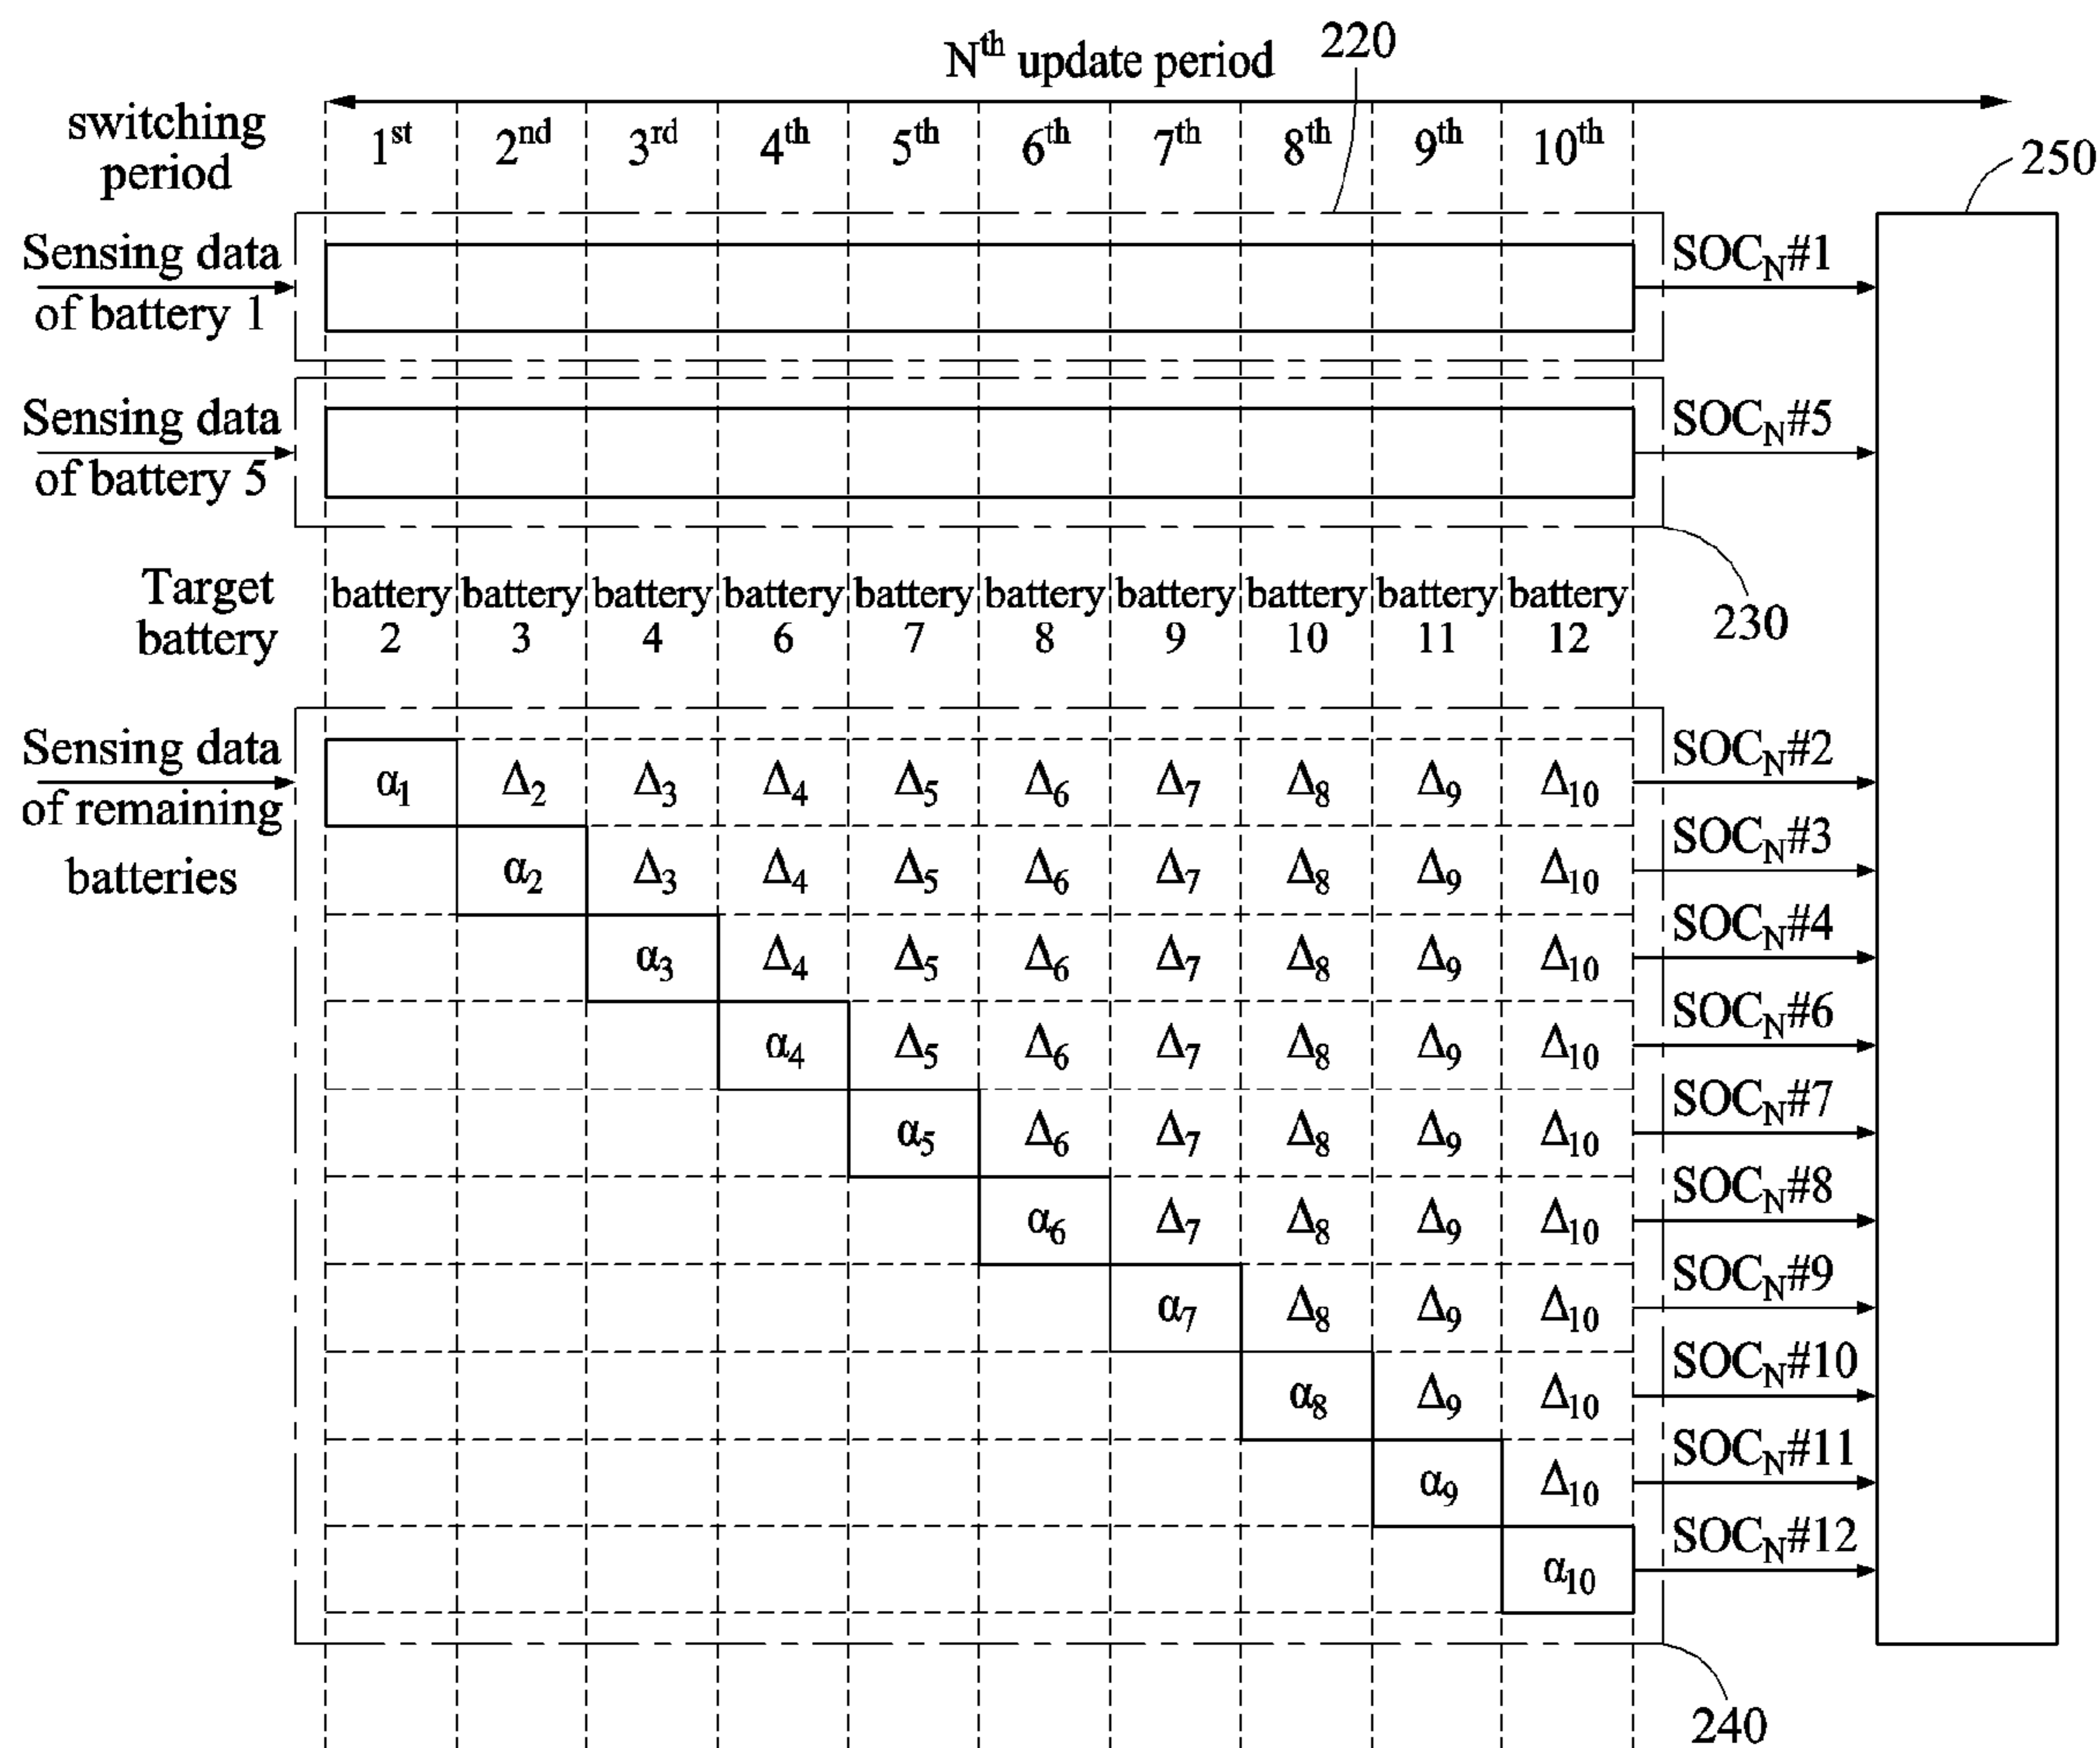 Nth update period
220
switching
period
1st 2nd 3rd 4th 5th 6th 7th 8th 9th 10th
250
Sensing data
of battery 1
SOCN#1
Sensing data
of battery 5
SOCN#5
230
Target
battery
battery battery battery battery battery battery battery battery battery battery
2 3 4 6 7 8 9 10 11 12
Sensing data
of remaining
batteries
α1 Δ2 Δ3 Δ4 Δ5 Δ6 Δ7 Δ8 Δ9 Δ10 SOCN#2
α2 Δ3 Δ4 Δ5 Δ6 Δ7 Δ8 Δ9 Δ10 SOCN#3
α3 Δ4 Δ5 Δ6 Δ7 Δ8 Δ9 Δ10 SOCN#4
α4 Δ5 Δ6 Δ7 Δ8 Δ9 Δ10 SOCN#6
α5 Δ6 Δ7 Δ8 Δ9 Δ10 SOCN#7
α6 Δ7 Δ8 Δ9 Δ10 SOCN#8
α7 Δ8 Δ9 Δ10 SOCN#9
α8 Δ9 Δ10 SOCN#10
α9 Δ10 SOCN#11
α10 SOCN#12
240